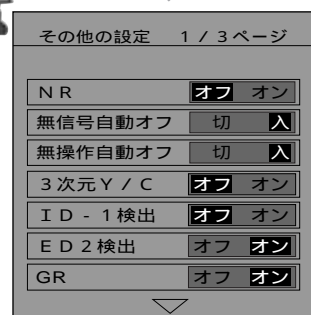 その他の設定 1/3ページ
NR オフ オン
無信号自動オフ 切 入
無操作自動オフ 切 入
3次元Y/C オフ オン
ID-1検出 オフ オン
ED2検出 オフ オン
GR オフ オン